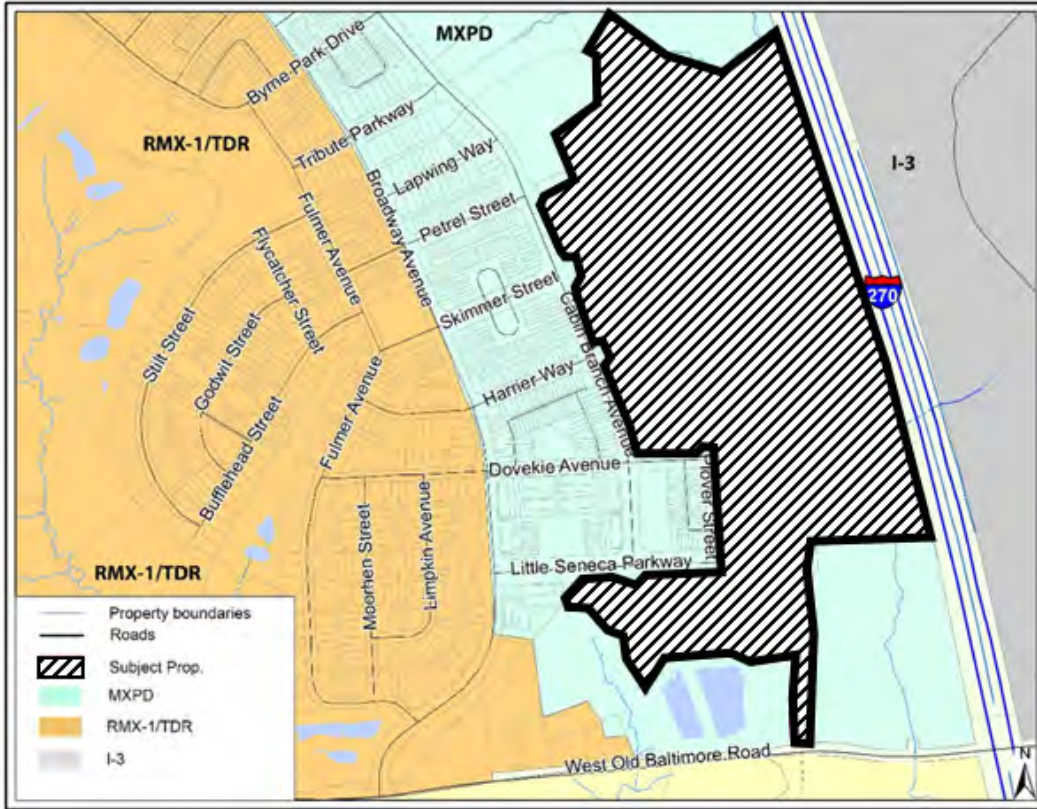 MXPD
Byrne Park Drive
RMX-1/TDR
Tribute Parkway
Lapwing Way
I-3
Broadway Avenue
Petrel Street
Fulmer Avenue
Flycatcher Street
270
Skimmer Street
Cabin Branch Avenue
Stilt Street
Godwit Street
Harrier Way
Fulmer Avenue
Bufflehead Street
Dovekie Avenue
Plover Street
Moorhen Street
Limpkin Avenue
Little Seneca Parkway
RMX-1/TDR
Property boundaries
Roads
Subject Prop.
MXPD
RMX-1/TDR
I-3
West Old Baltimore Road
N